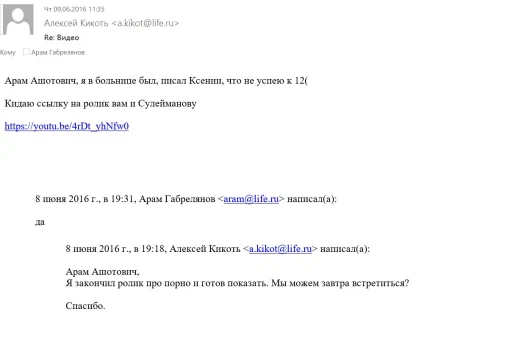 Чт 09.06.2016 11:35
Алексей Кикоть <a.kikot@life.ru>
Re: Видео
Кому Арам Габрелянов
Арам Ашотович, я в больнице был, писал Ксении, что не успею к 12(
Кидаю ссылку на ролик вам и Сулейманову
https://youtu.be/4rDt_yhNfw0
8 июня 2016 г., в 19:31, Арам Габрелянов <aram@life.ru> написал(а):
да
8 июня 2016 г., в 19:18, Алексей Кикоть <a.kikot@life.ru> написал(а):
Арам Ашотович,
Я закончил ролик про порно и готов показать. Мы можем завтра встретиться?
Спасибо.